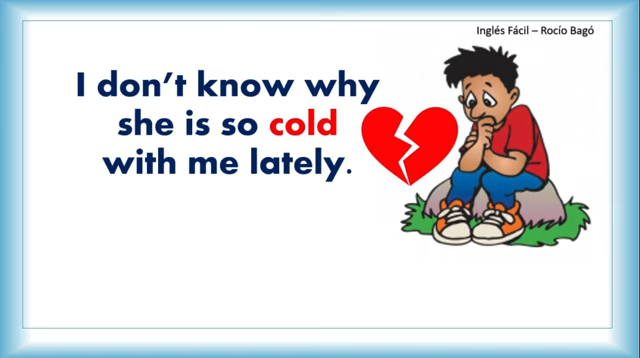 Inglés Fácil – Rocío Bagó
I don't know why
she is so cold
with me lately.